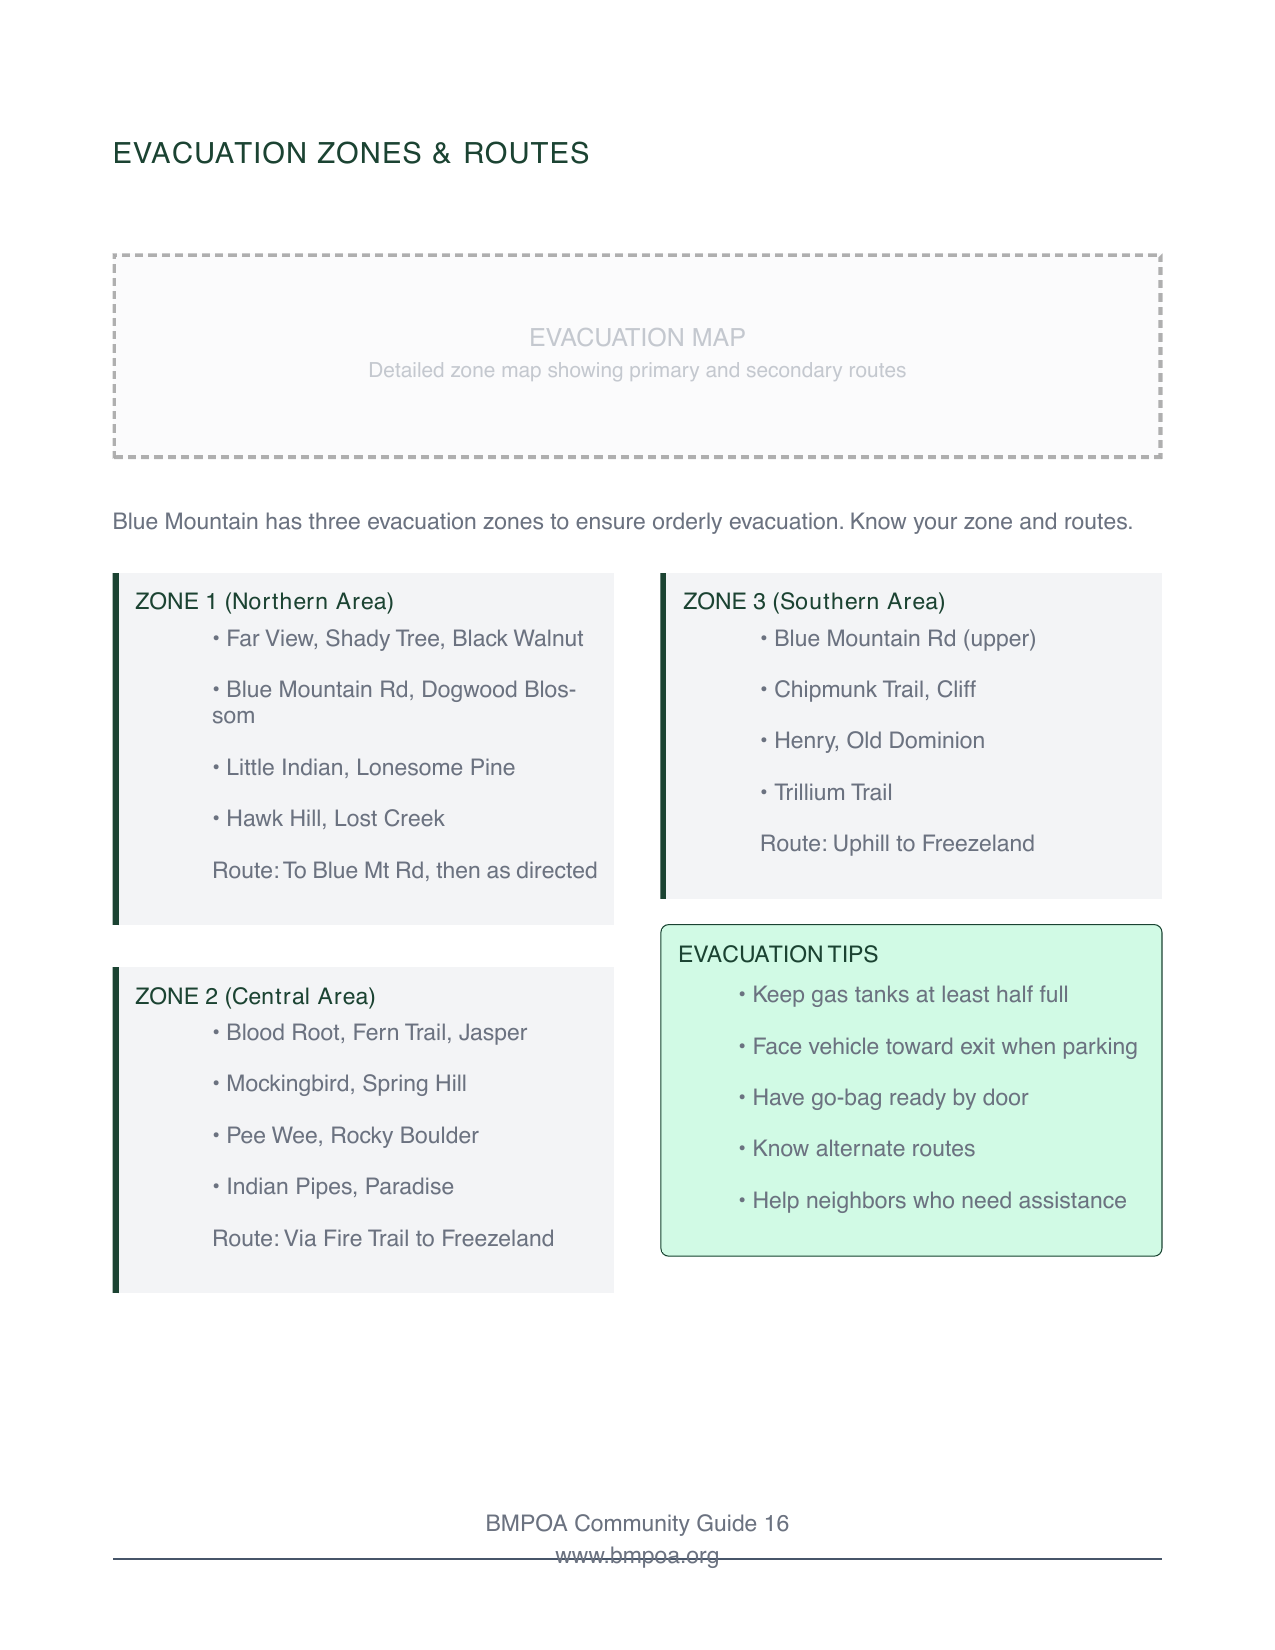 EVACUATION ZONES & ROUTES
EVACUATION MAP
Detailed zone map showing primary and secondary routes
Blue Mountain has three evacuation zones to ensure orderly evacuation. Know your zone and routes.
ZONE 1 (Northern Area)
• Far View, Shady Tree, Black Walnut
• Blue Mountain Rd, Dogwood Blos-
som
• Little Indian, Lonesome Pine
• Hawk Hill, Lost Creek
Route: To Blue Mt Rd, then as directed
ZONE 2 (Central Area)
• Blood Root, Fern Trail, Jasper
• Mockingbird, Spring Hill
• Pee Wee, Rocky Boulder
• Indian Pipes, Paradise
Route: Via Fire Trail to Freezeland
ZONE 3 (Southern Area)
• Blue Mountain Rd (upper)
• Chipmunk Trail, Cliff
• Henry, Old Dominion
• Trillium Trail
Route: Uphill to Freezeland
EVACUATION TIPS
• Keep gas tanks at least half full
• Face vehicle toward exit when parking
• Have go-bag ready by door
• Know alternate routes
• Help neighbors who need assistance
BMPOA Community Guide 16
www.bmpoa.org